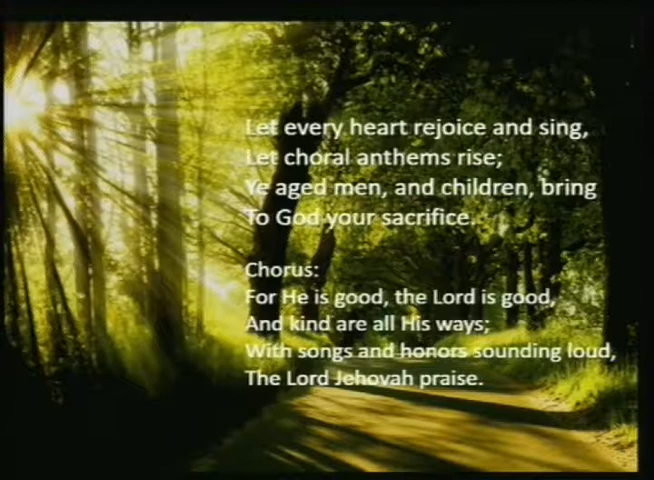 Let every heart rejoice and sing,
Let choral anthems rise;
Ye aged men, and children, bring
To God your sacrifice.
Chorus:
For He is good, the Lord is good,
And kind are all His ways;
With songs and honors sounding loud,
The Lord Jehovah praise.